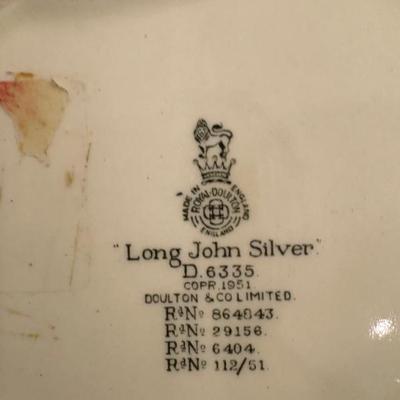 MADE IN ENGLAND
ROYAL DOULTON
ENGLAND
"Long John Silver."
D.6335.
COPR.1951.
DOULTON & CO LIMITED.
RdNo 864843.
RdNo 29156.
RdNo 6404.
RdNo 112/51.